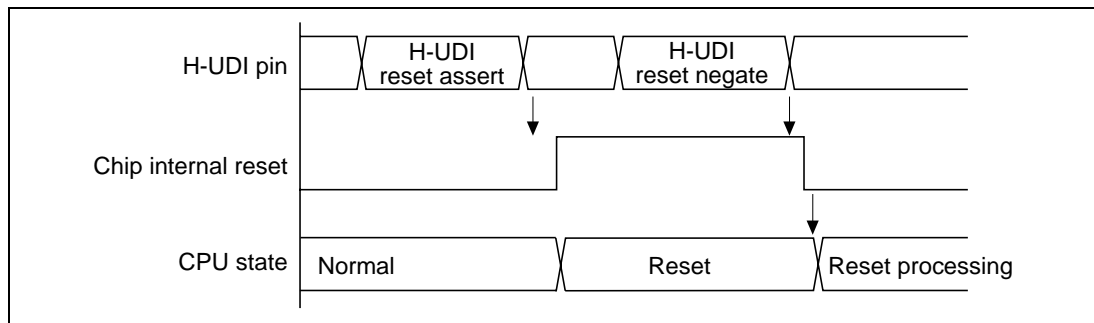 H-UDI pin
H-UDI
reset assert
H-UDI
reset negate
Chip internal reset
CPU state
Normal
Reset
Reset processing